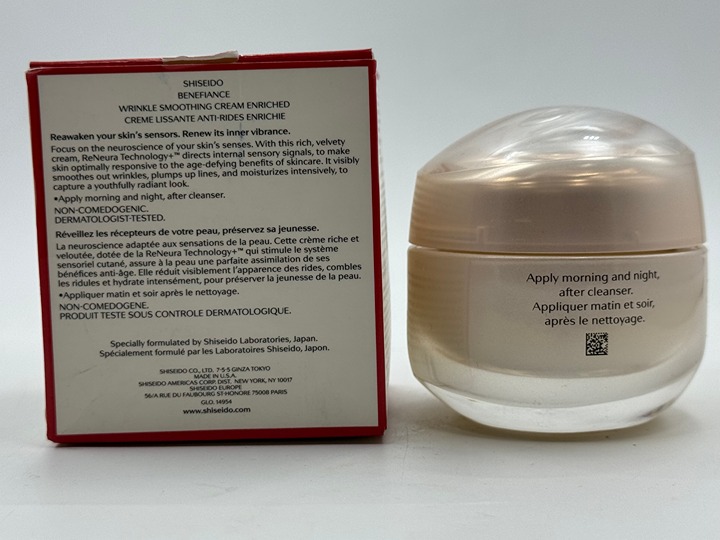 SHISEIDO
BENEFIANCE
WRINKLE SMOOTHING CREAM ENRICHED
CREME LISSANTE ANTI-RIDES ENRICHIE
Reawaken your skin's sensors. Renew its inner vibrance.
Focus on the neuroscience of your skin's senses. With this rich, velvety
cream, ReNeura Technology+™ directs internal sensory signals, to make
skin optimally responsive to the age-defying benefits of skincare. It visibly
smoothes out wrinkles, plumps up lines, and moisturizes intensively, to
capture a youthfully radiant look.
•Apply morning and night, after cleanser.
NON-COMEDOGENIC.
DERMATOLOGIST-TESTED.
Réveillez les récepteurs de votre peau, préservez sa jeunesse.
La neuroscience adaptée aux sensations de la peau. Cette crème riche et
veloutée, dotée de la ReNeura Technology+™ qui stimule le système
sensoriel cutané, assure à la peau une parfaite assimilation de ses
bénéfices anti-âge. Elle réduit visiblement l'apparence des rides, combles
les ridules et hydrate intensément, pour préserver la jeunesse de la peau.
•Appliquer matin et soir après le nettoyage.
NON-COMEDOGENE.
PRODUIT TESTE SOUS CONTROLE DERMATOLOGIQUE.
Specially formulated by Shiseido Laboratories, Japan.
Spécialement formulé par les Laboratoires Shiseido, Japon.
SHISEIDO CO., LTD. 7-5-5 GINZA TOKYO
MADE IN U.S.A.
SHISEIDO AMERICAS CORP. DIST. NEW YORK, NY 10017
SHISEIDO EUROPE
56/A RUE DU FAUBOURG ST-HONORE 75008 PARIS
GLO. 14954
www.shiseido.com
Apply morning and night,
after cleanser.
Appliquer matin et soir,
après le nettoyage.